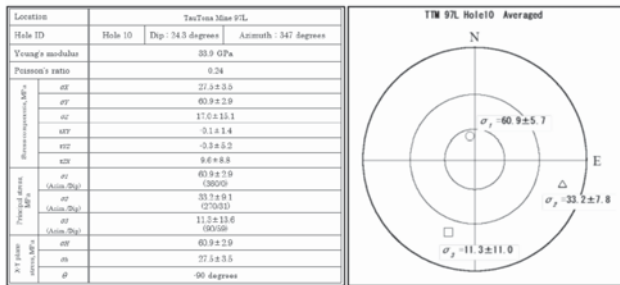 Location TauTona Mine 97L
Hole ID Hole 10 Dip : 24.3 degrees Azimuth : 347 degrees
Young's modulus 33.9 GPa
Poisson's ratio 0.24
Stress components, MPa
σX 27.5±3.5
σY 60.9±2.9
σZ 17.0±15.1
-0.1±1.4
-0.3±5.2
9.6±8.8
Principal stress, MPa
σ1 (Azim./Dip) 60.9±2.9 (360/0)
σ2 (Azim./Dip) 33.2±9.1 (270/31)
σ3 (Azim./Dip) 11.3±13.6 (90/59)
X-Y plane stress, MPa
σH 60.9±2.9
σh 27.5±3.5
θ -90 degrees
TTM 97L Hole10 Averaged
N
σ₁=60.9±5.7
E
σ₂=33.2±7.8
σ₃=11.3±11.0